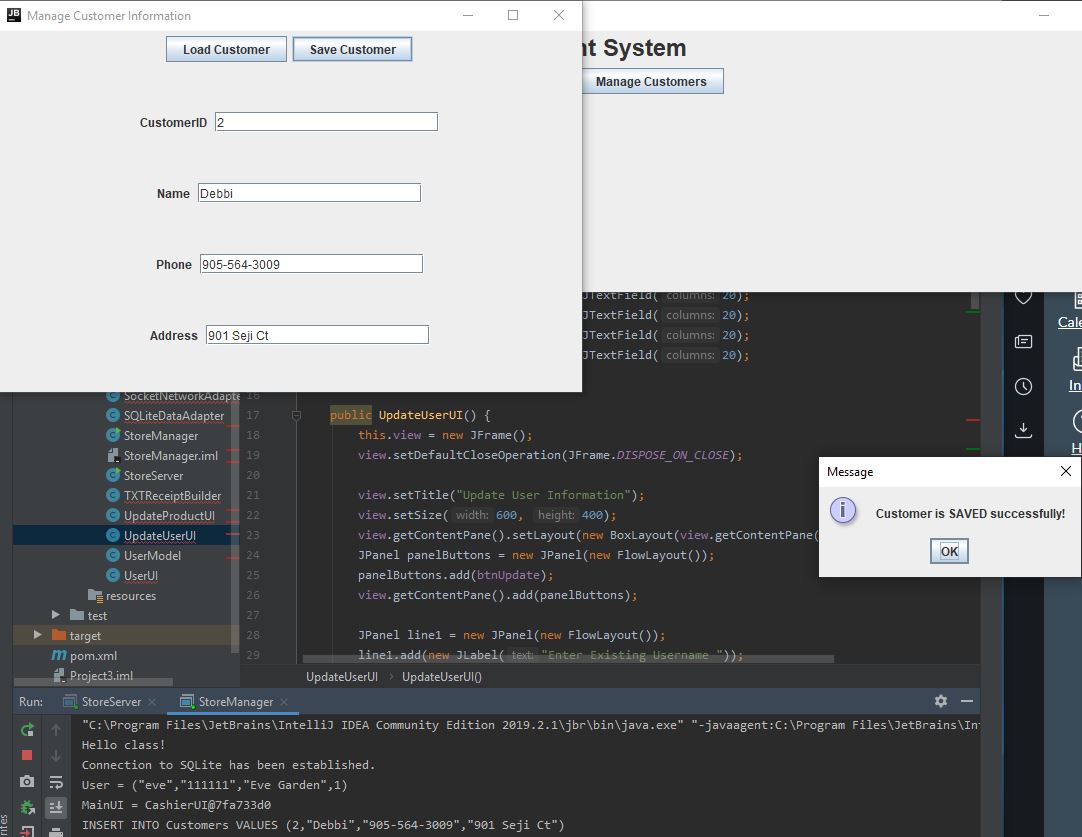 JB Manage Customer Information
Load Customer Save Customer
CustomerID 2
Name Debbi
Phone 905-564-3009
Address 901 Seji Ct
nt System
Manage Customers
JTextField( columns: 20);
JTextField( columns: 20);
JTextField( columns: 20);
JTextField( columns: 20);
SocketNetworkAdapte 16
SQLiteDataAdapter 17 public UpdateUserUI() {
StoreManager 18 this.view = new JFrame();
StoreManager.iml 19 view.setDefaultCloseOperation(JFrame.DISPOSE_ON_CLOSE);
StoreServer 20
TXTReceiptBuilder 21 view.setTitle("Update User Information");
UpdateProductUI 22 view.setSize( width: 600, height: 400);
UpdateUserUI 23 view.getContentPane().setLayout(new BoxLayout(view.getContentPane(
UserModel 24 JPanel panelButtons = new JPanel(new FlowLayout());
UserUI 25 panelButtons.add(btnUpdate);
resources 26 view.getContentPane().add(panelButtons);
test 27
target 28 JPanel line1 = new JPanel(new FlowLayout());
pom.xml 29 line1.add(new JLabel( text: "Enter Existing Username "));
Project3.iml
UpdateUserUI › UpdateUserUI()
Message
Customer is SAVED successfully!
OK
Cale
In
H
Run: StoreServer StoreManager
"C:\Program Files\JetBrains\IntelliJ IDEA Community Edition 2019.2.1\jbr\bin\java.exe" "-javaagent:C:\Program Files\JetBrains\Int
Hello class!
Connection to SQLite has been established.
User = ("eve","111111","Eve Garden",1)
MainUI = CashierUI@7fa733d0
INSERT INTO Customers VALUES (2,"Debbi","905-564-3009","901 Seji Ct")
rites